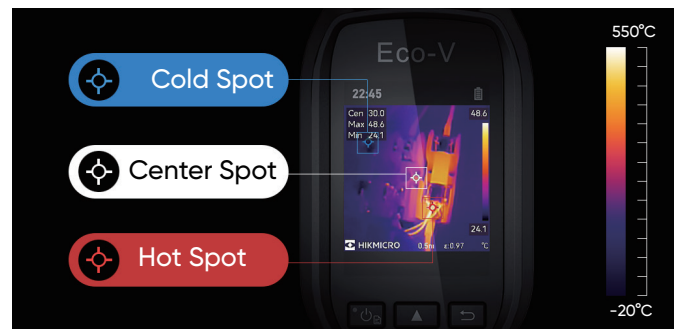 Eco-V
550°C
Cold Spot
22:45
Cen 30.0
Max 48.6
Min 24.1
48.6
Center Spot
24.1
HIKMICRO 0.5m ε:0.97 °C
Hot Spot
-20°C